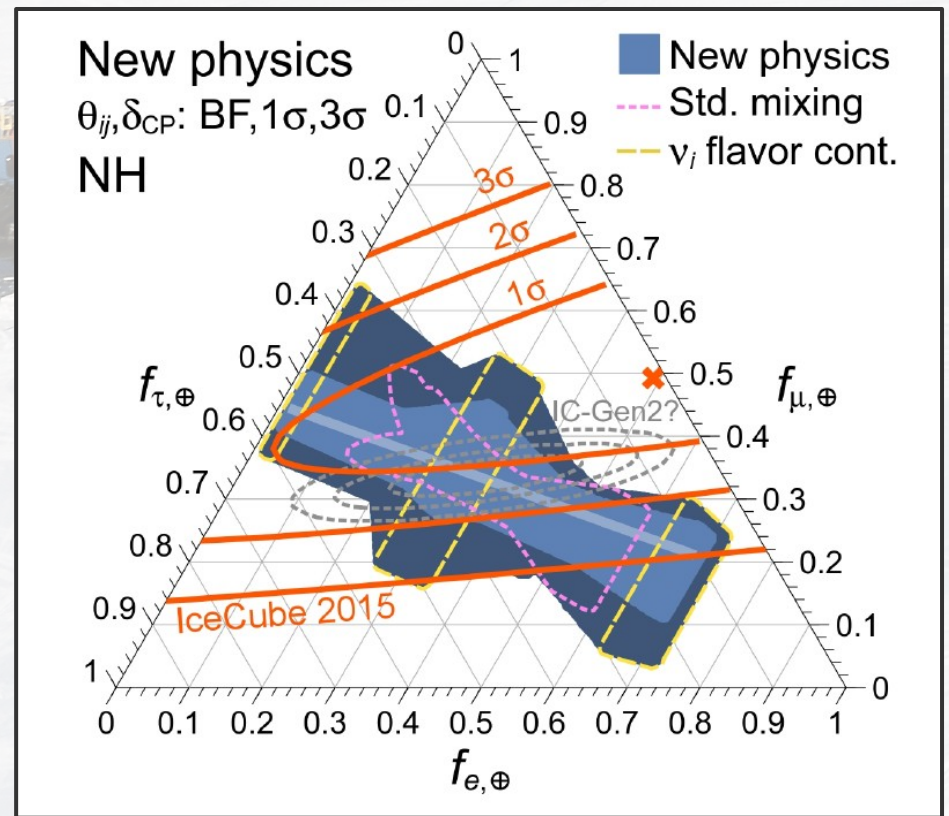 New physics
θij,δCP: BF,1σ,3σ
NH
New physics
Std. mixing
νi flavor cont.
0
0.1
0.2
0.3
0.4
0.5
0.6
0.7
0.8
0.9
1
1
0.9
0.8
0.7
0.6
0.5
0.4
0.3
0.2
0.1
0
3σ
2σ
1σ
fτ,⊕
fμ,⊕
IC-Gen2?
IceCube 2015
0 0.1 0.2 0.3 0.4 0.5 0.6 0.7 0.8 0.9 1
fe,⊕